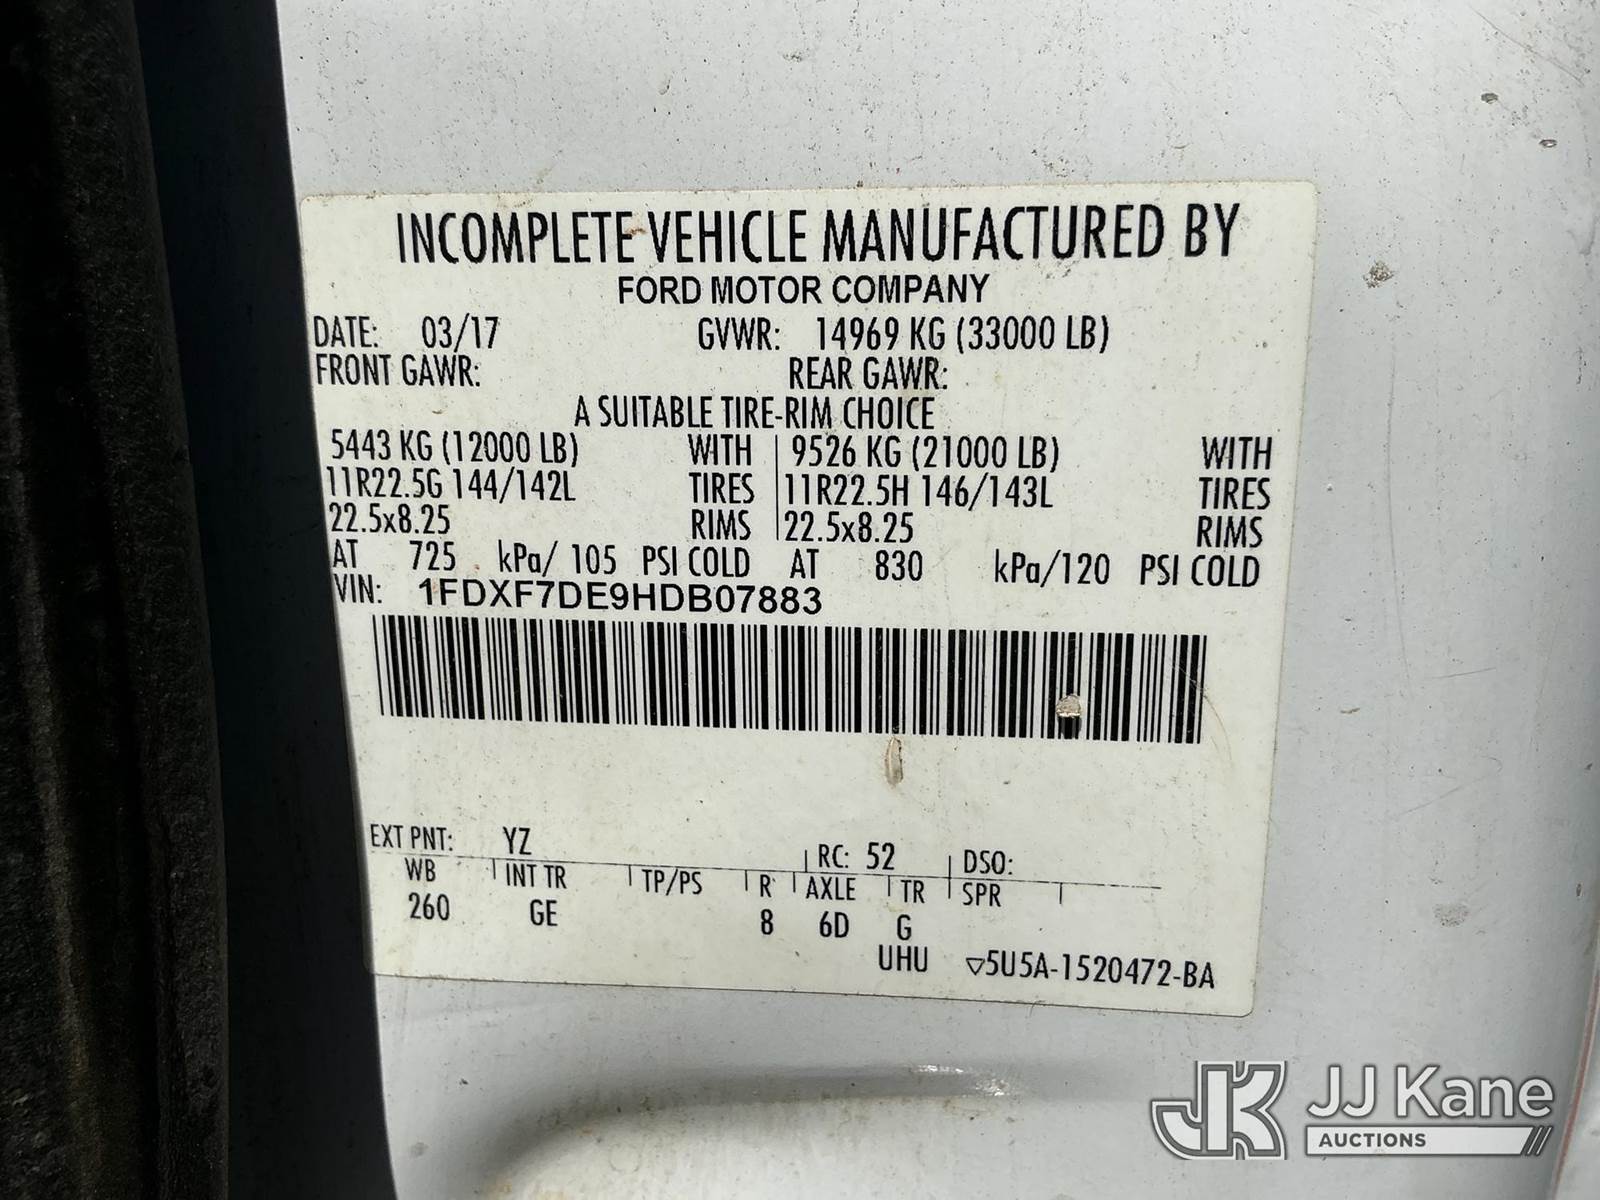 INCOMPLETE VEHICLE MANUFACTURED BY
FORD MOTOR COMPANY
DATE: 03/17 GVWR: 14969 KG (33000 LB)
FRONT GAWR: REAR GAWR:
A SUITABLE TIRE-RIM CHOICE
5443 KG (12000 LB) WITH 9526 KG (21000 LB) WITH
11R22.5G 144/142L TIRES 11R22.5H 146/143L TIRES
22.5x8.25 RIMS 22.5x8.25 RIMS
AT 725 kPa/ 105 PSI COLD AT 830 kPa/120 PSI COLD
VIN: 1FDXF7DE9HDB07883
EXT PNT: YZ RC: 52 DSO:
WB INT TR TP/PS R AXLE TR SPR
260 GE 8 6D G
UHU ▽5U5A-1520472-BA
JK JJ Kane
AUCTIONS